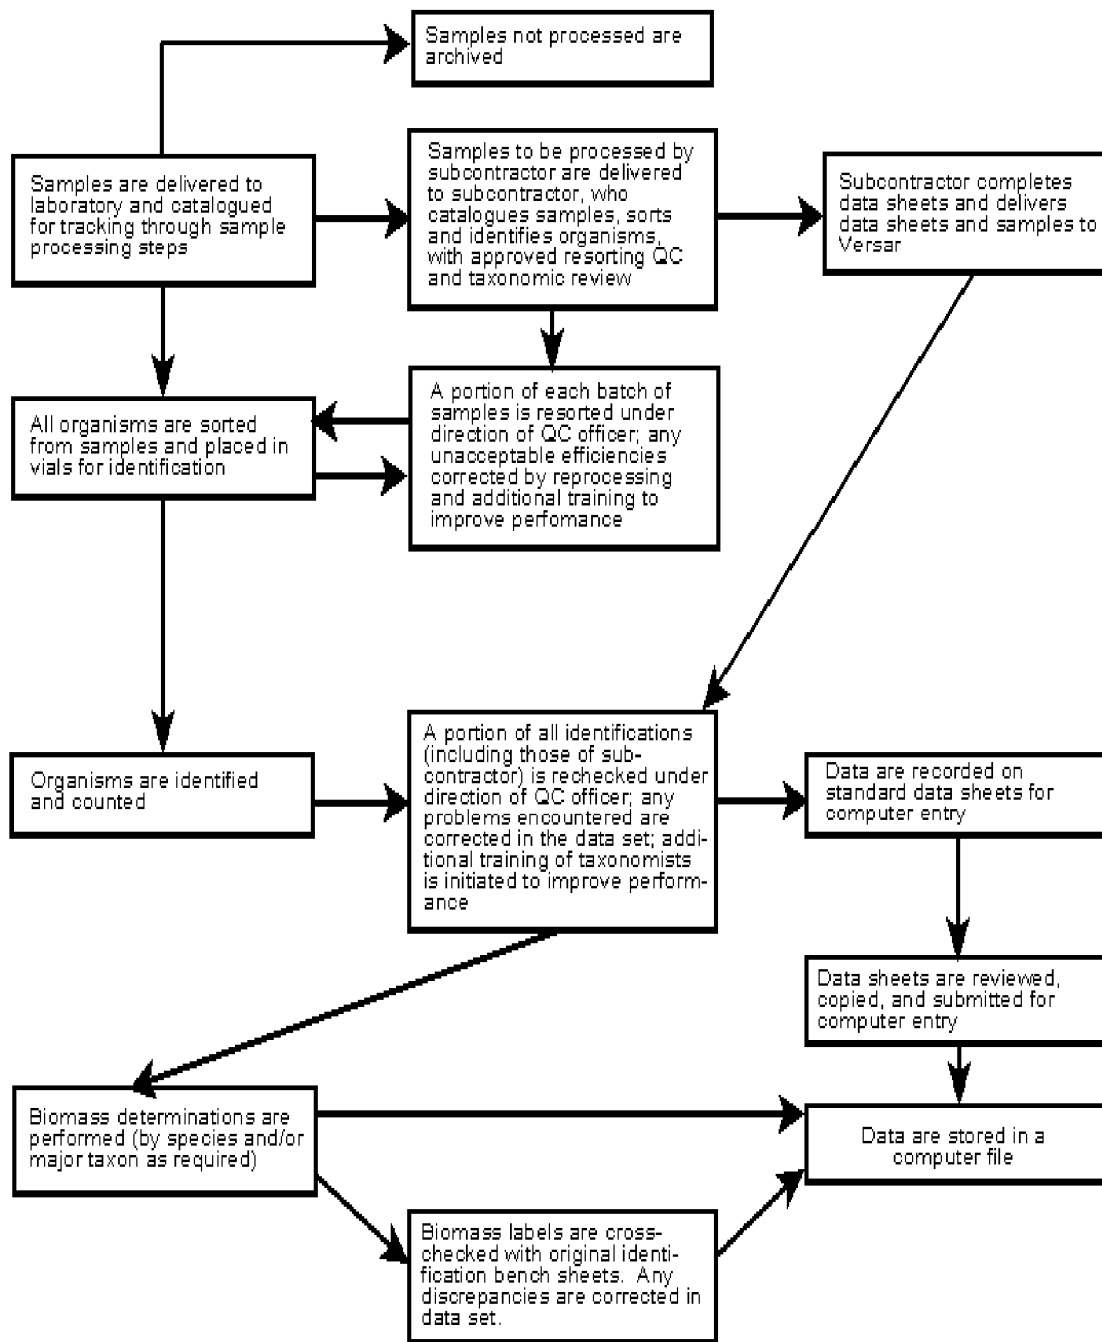 Samples not processed are
archived
Samples are delivered to
laboratory and catalogued
for tracking through sample
processing steps
Samples to be processed by
subcontractor are delivered
to subcontractor, who
catalogues samples, sorts
and identifies organisms,
with approved resorting QC
and taxonomic review
Subcontractor completes
data sheets and delivers
data sheets and samples to
Versar
All organisms are sorted
from samples and placed in
vials for identification
A portion of each batch of
samples is resorted under
direction of QC officer; any
unacceptable efficiencies
corrected by reprocessing
and additional training to
improve perfomance
Organisms are identified
and counted
A portion of all identifications
(including those of sub-
contractor) is rechecked under
direction of QC officer; any
problems encountered are
corrected in the data set; addi-
tional training of taxonomists
is initiated to improve perform-
ance
Data are recorded on
standard data sheets for
computer entry
Data sheets are reviewed,
copied, and submitted for
computer entry
Biomass determinations are
performed (by species and/or
major taxon as required)
Data are stored in a
computer file
Biomass labels are cross-
checked with original identi-
fication bench sheets.  Any
discrepancies are corrected in
data set.